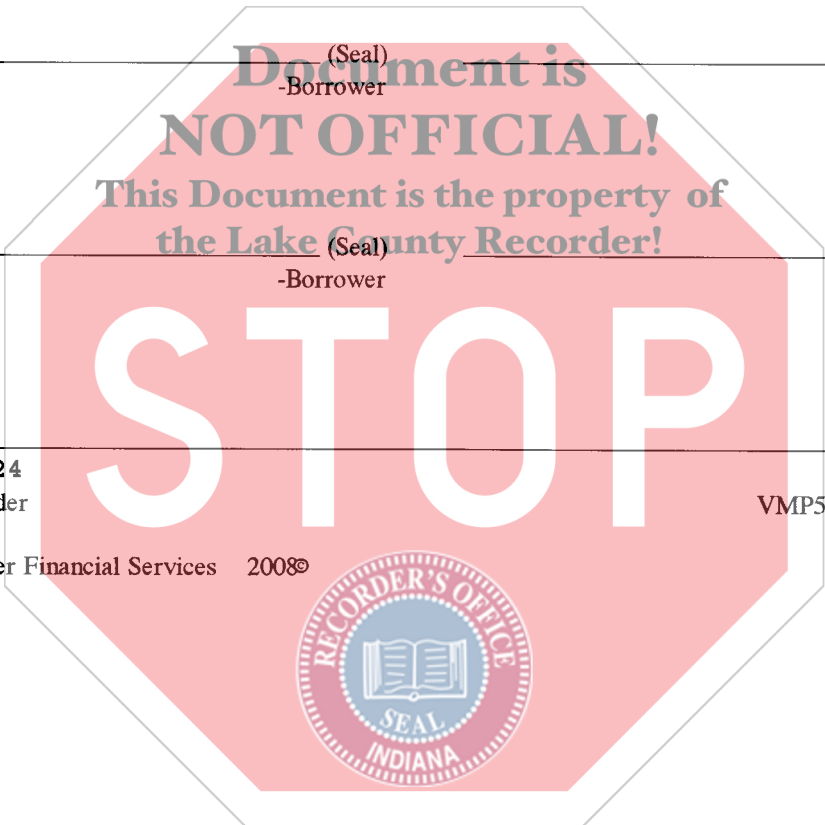 (Seal)
-Borrower
Document is
NOT OFFICIAL!
This Document is the property of
the Lake County Recorder!
(Seal)
-Borrower
STOP
24
der
VMP5
er Financial Services 2008©
RECORDER'S OFFICE
SEAL
INDIANA